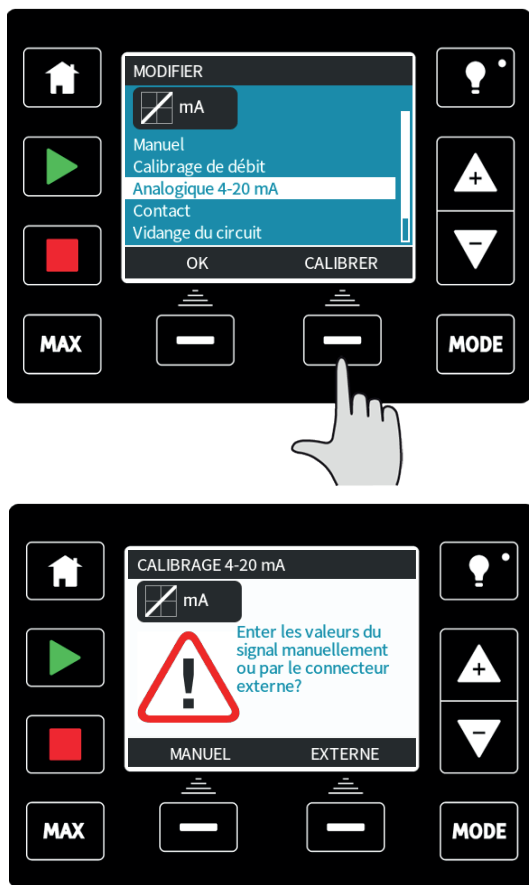 MODIFIER
mA
Manuel
Calibrage de débit
Analogique 4-20 mA
Contact
Vidange du circuit
OK CALIBRER
+
-
MAX
MODE
CALIBRAGE 4-20 mA
mA
Enter les valeurs du
signal manuellement
ou par le connecteur
externe?
!
MANUEL EXTERNE
+
-
MAX
MODE